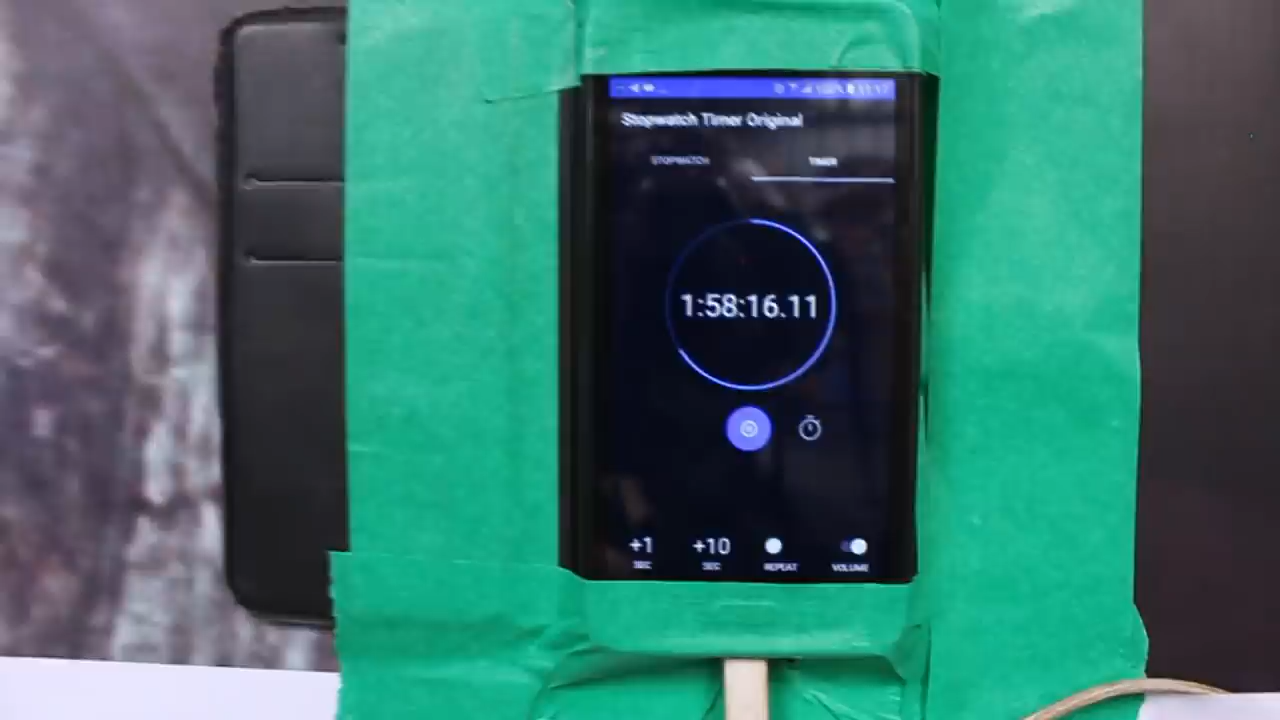 Stopwatch Timer Original
STOPWATCH TIMER
1:58:16.11
+1 +10
SEC SEC REPEAT VOLUME